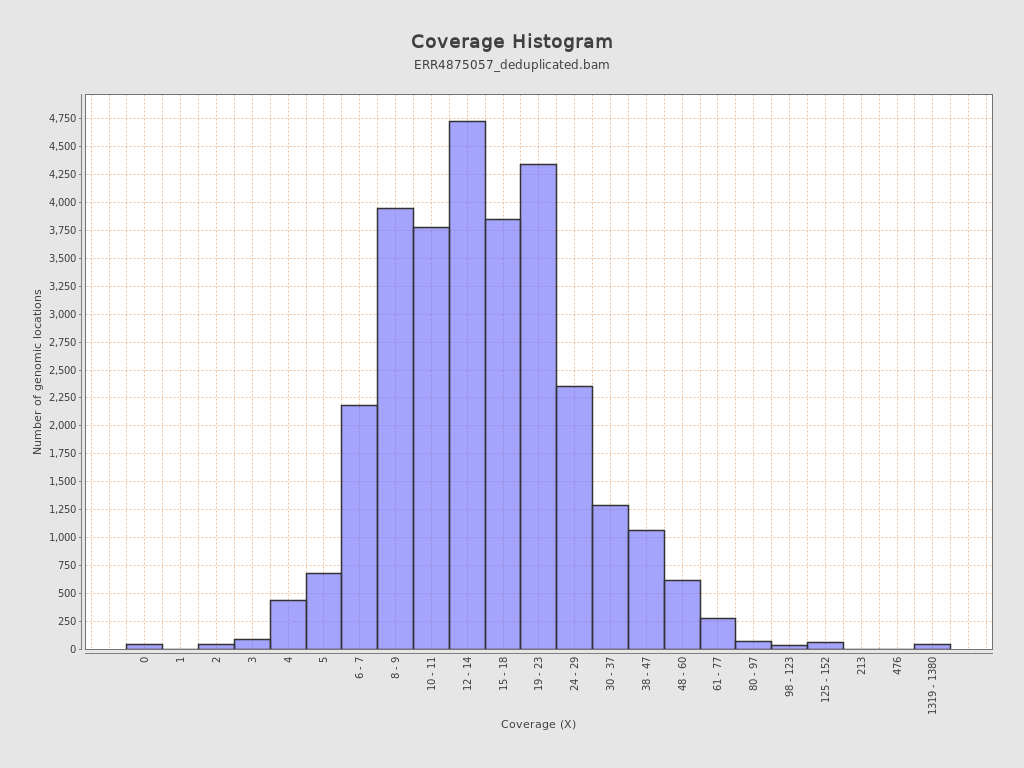 Coverage Histogram
ERR4875057_deduplicated.bam
Number of genomic locations
4,750
4,500
4,250
4,000
3,750
3,500
3,250
3,000
2,750
2,500
2,250
2,000
1,750
1,500
1,250
1,000
750
500
250
0
0
1
2
3
4
5
6 - 7
8 - 9
10 - 11
12 - 14
15 - 18
19 - 23
24 - 29
30 - 37
38 - 47
48 - 60
61 - 77
80 - 97
98 - 123
125 - 152
213
476
1319 - 1380
Coverage (X)